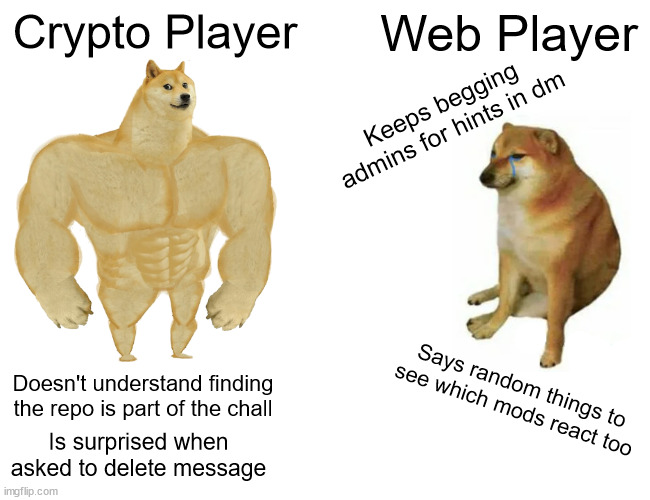 Crypto Player
Web Player
Keeps begging
admins for hints in dm
Doesn't understand finding
the repo is part of the chall
Is surprised when
asked to delete message
Says random things to
see which mods react too
imgflip.com